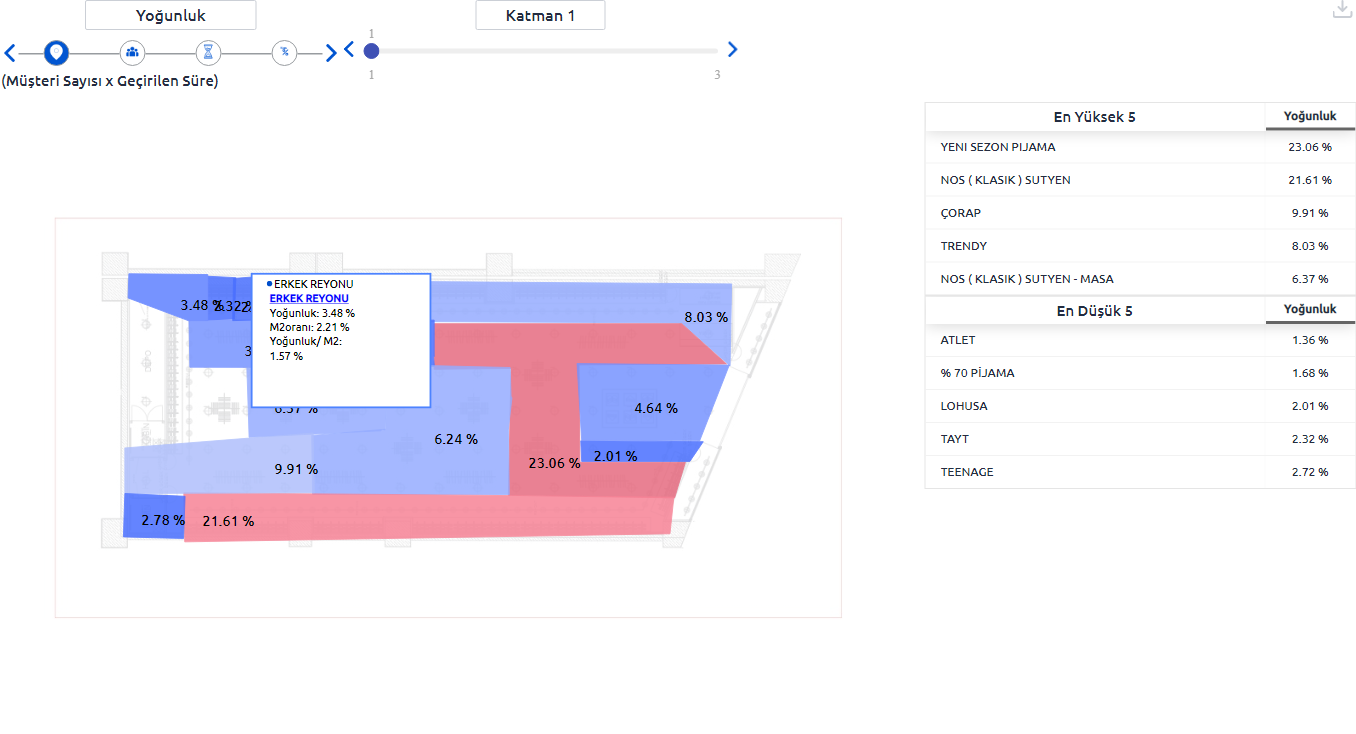 Yoğunluk
Katman 1
1
1
3
(Müşteri Sayısı x Geçirilen Süre)
En Yüksek 5 Yoğunluk
YENI SEZON PIJAMA 23.06 %
NOS ( KLASIK ) SUTYEN 21.61 %
ÇORAP 9.91 %
TRENDY 8.03 %
NOS ( KLASIK ) SUTYEN - MASA 6.37 %
En Düşük 5 Yoğunluk
ATLET 1.36 %
% 70 PİJAMA 1.68 %
LOHUSA 2.01 %
TAYT 2.32 %
TEENAGE 2.72 %
ERKEK REYONU
ERKEK REYONU
Yoğunluk: 3.48 %
M2oranı: 2.21 %
Yoğunluk/ M2:
1.57 %
3.48 %
8.03 %
3
6.37 %
4.64 %
6.24 %
2.01 %
23.06 %
9.91 %
2.78 %
21.61 %